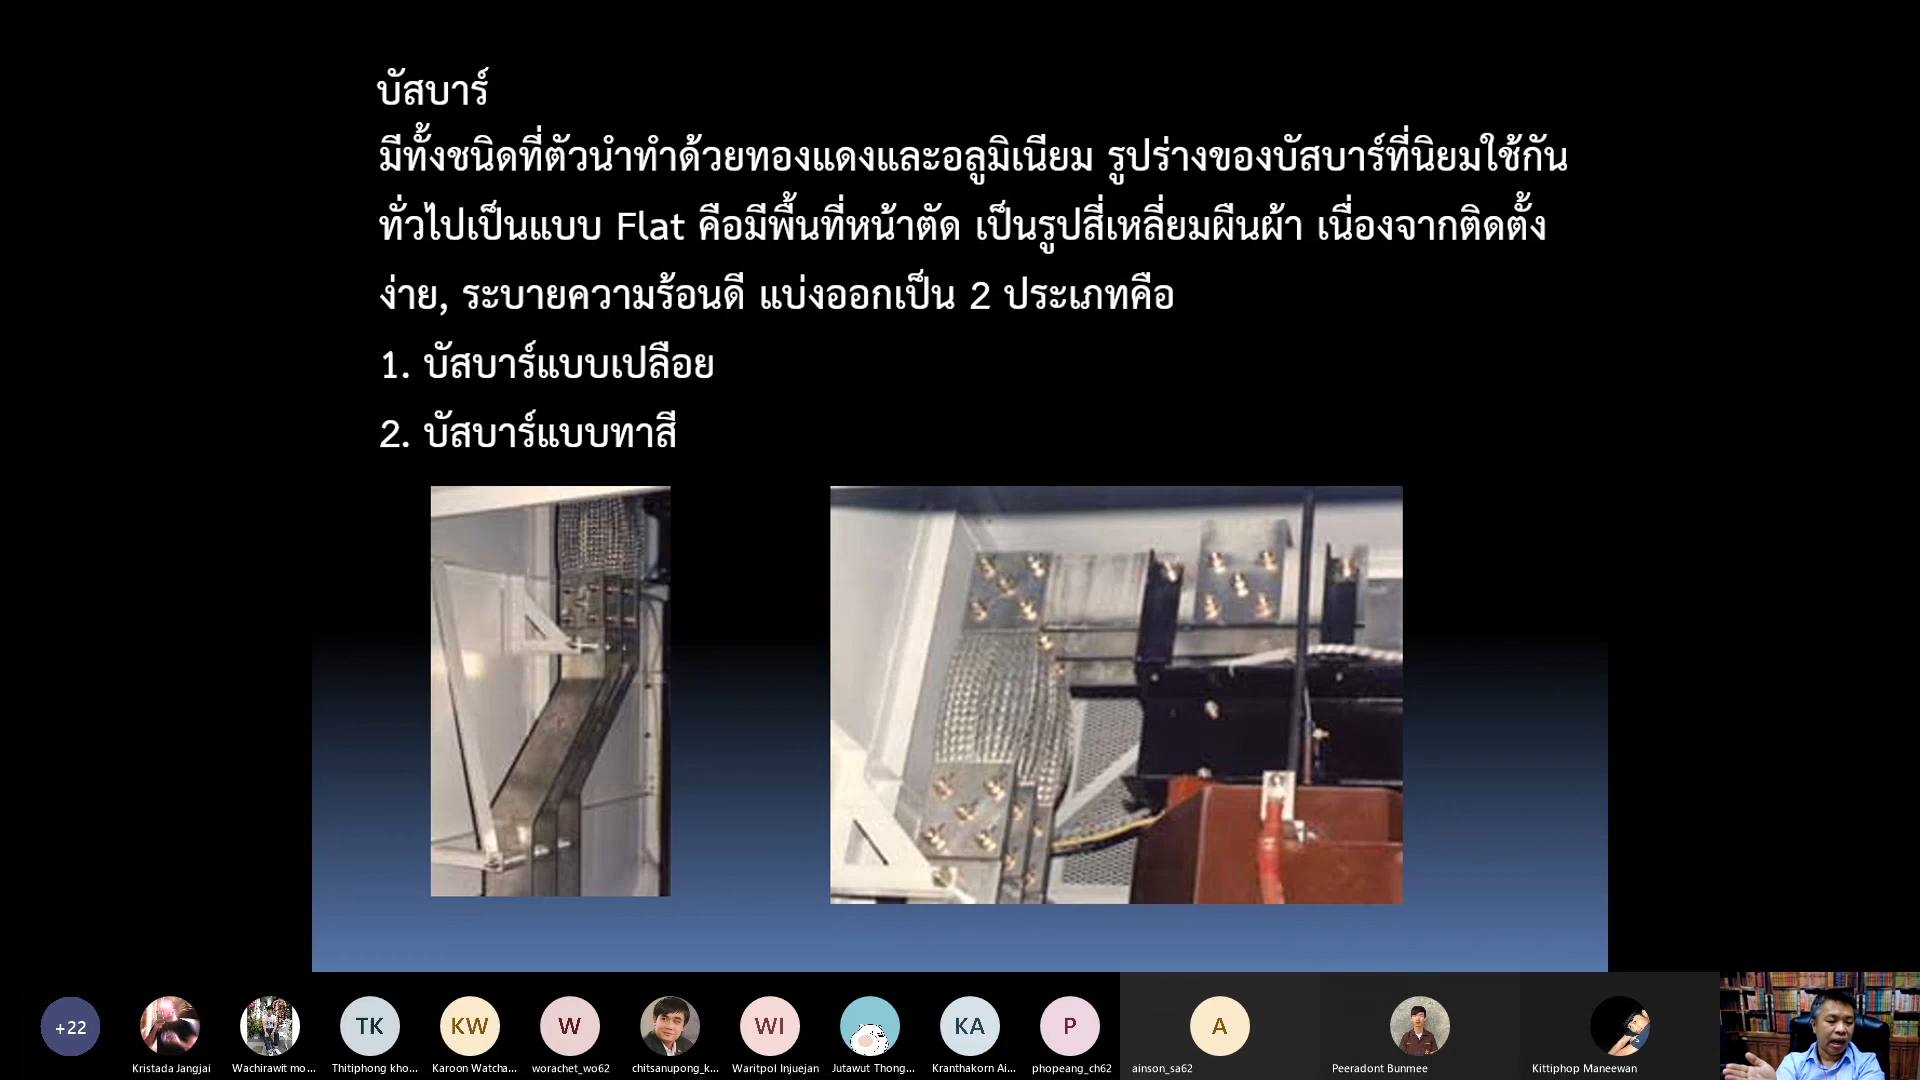 บัสบาร์
มีทั้งชนิดที่ตัวนำทำด้วยทองแดงและอลูมิเนียม รูปร่างของบัสบาร์ที่นิยมใช้กัน
ทั่วไปเป็นแบบ Flat คือมีพื้นที่หน้าตัด เป็นรูปสี่เหลี่ยมผืนผ้า เนื่องจากติดตั้ง
ง่าย, ระบายความร้อนดี แบ่งออกเป็น 2 ประเภทคือ
1. บัสบาร์แบบเปลือย
2. บัสบาร์แบบทาสี
+22
TK
KW
W
WI
KA
P
A
Kristada Jangjai
Wachirawit mo...
Thitiphong kho...
Karoon Watcha...
worachet_wo62
chitsanupong_k...
Waritpol Injuejan
Jutawut Thong...
Kranthakorn Ai...
phopeang_ch62
ainson_sa62
Peeradont Bunmee
Kittiphop Maneewan